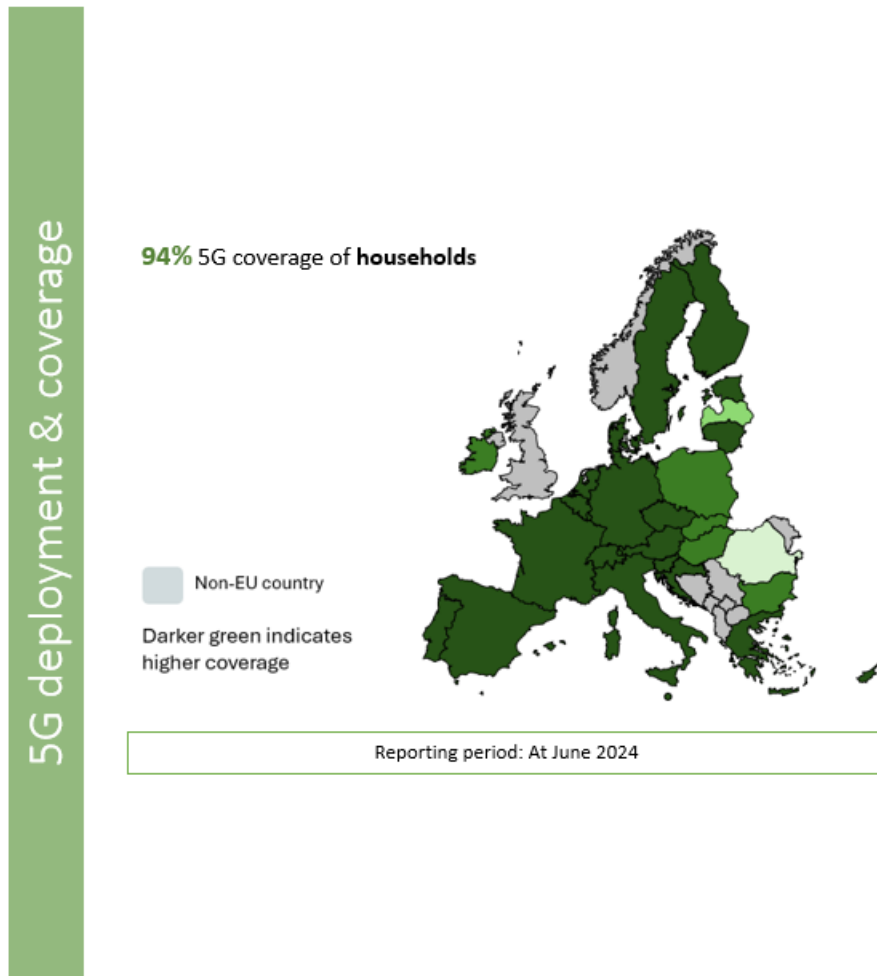 5G deployment & coverage
94% 5G coverage of households
Non-EU country
Darker green indicates
higher coverage
Reporting period: At June 2024